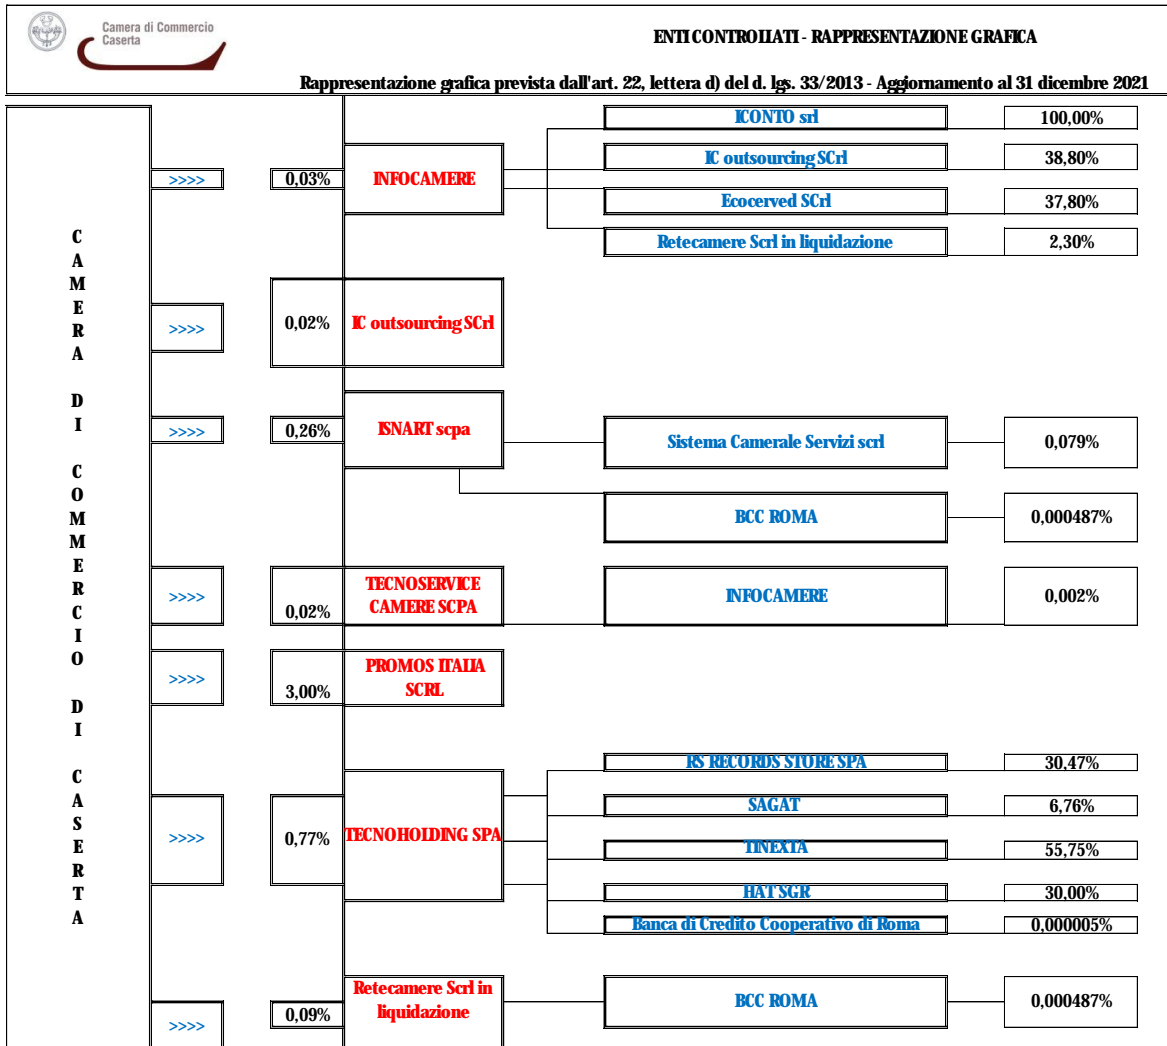 Camera di Commercio
Caserta
ENTI CONTROLLATI - RAPPRESENTAZIONE GRAFICA
Rappresentazione grafica prevista dall'art. 22, lettera d) del d. lgs. 33/2013 - Aggiornamento al 31 dicembre 2021
CAMERA DI COMMERCIO DI CASERTA
>>>>
0,03%
INFOCAMERE
ICONTO srl
100,00%
IC outsourcing SCrl
38,80%
Ecocerved SCrl
37,80%
Retecamere Scrl in liquidazione
2,30%
>>>>
0,02%
IC outsourcing SCrl
>>>>
0,26%
ISNART scpa
Sistema Camerale Servizi scrl
0,079%
BCC ROMA
0,000487%
>>>>
0,02%
TECNOSERVICE
CAMERE SCPA
INFOCAMERE
0,002%
>>>>
3,00%
PROMOS ITALIA
SCRL
>>>>
0,77%
TECNOHOLDING SPA
RS RECORDS STORE SPA
30,47%
SAGAT
6,76%
TINEXTA
55,75%
HAT SGR
30,00%
Banca di Credito Cooperativo di Roma
0,000005%
>>>>
0,09%
Retecamere Scrl in
liquidazione
BCC ROMA
0,000487%